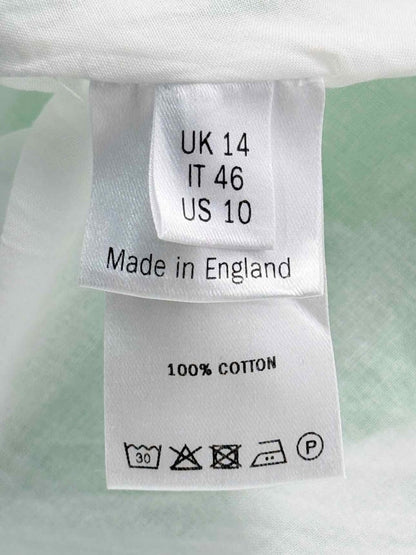 UK 14
IT 46
US 10
Made in England
100% COTTON
30 P